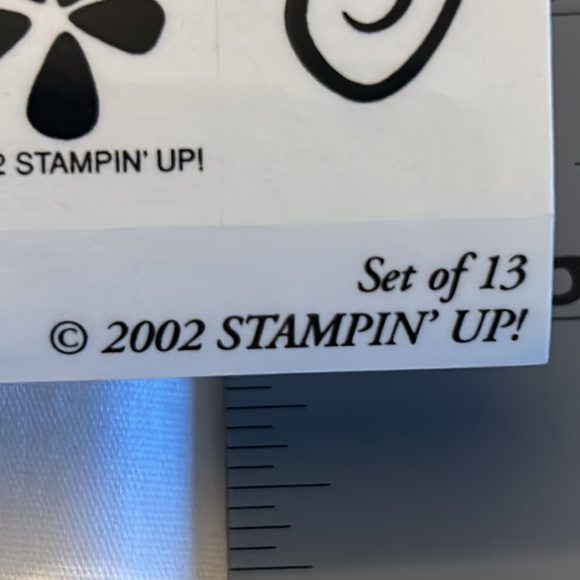 2 STAMPIN' UP!
Set of 13
© 2002 STAMPIN' UP!